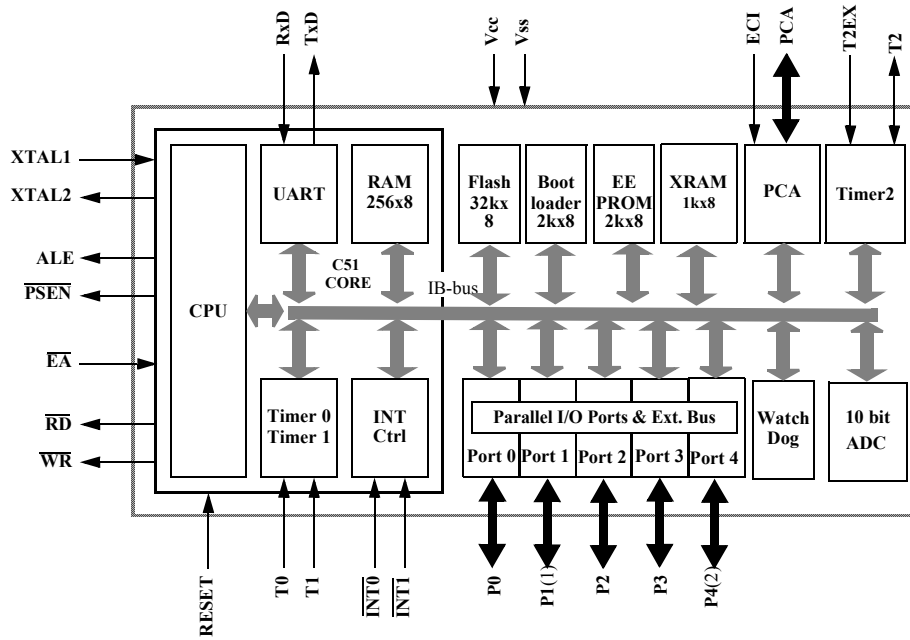 RxD
TxD
Vcc
Vss
ECI
PCA
T2EX
T2
XTAL1
XTAL2
ALE
PSEN
EA
RD
WR
CPU
UART
RAM
256x8
C51
CORE
IB-bus
Flash
32kx
8
Boot
loader
2kx8
EE
PROM
2kx8
XRAM
1kx8
PCA
Timer2
Timer 0
Timer 1
INT
Ctrl
Parallel I/O Ports & Ext. Bus
Port 0
Port 1
Port 2
Port 3
Port 4
Watch
Dog
10 bit
ADC
RESET
T0
T1
INT0
INT1
P0
P1(1)
P2
P3
P4(2)